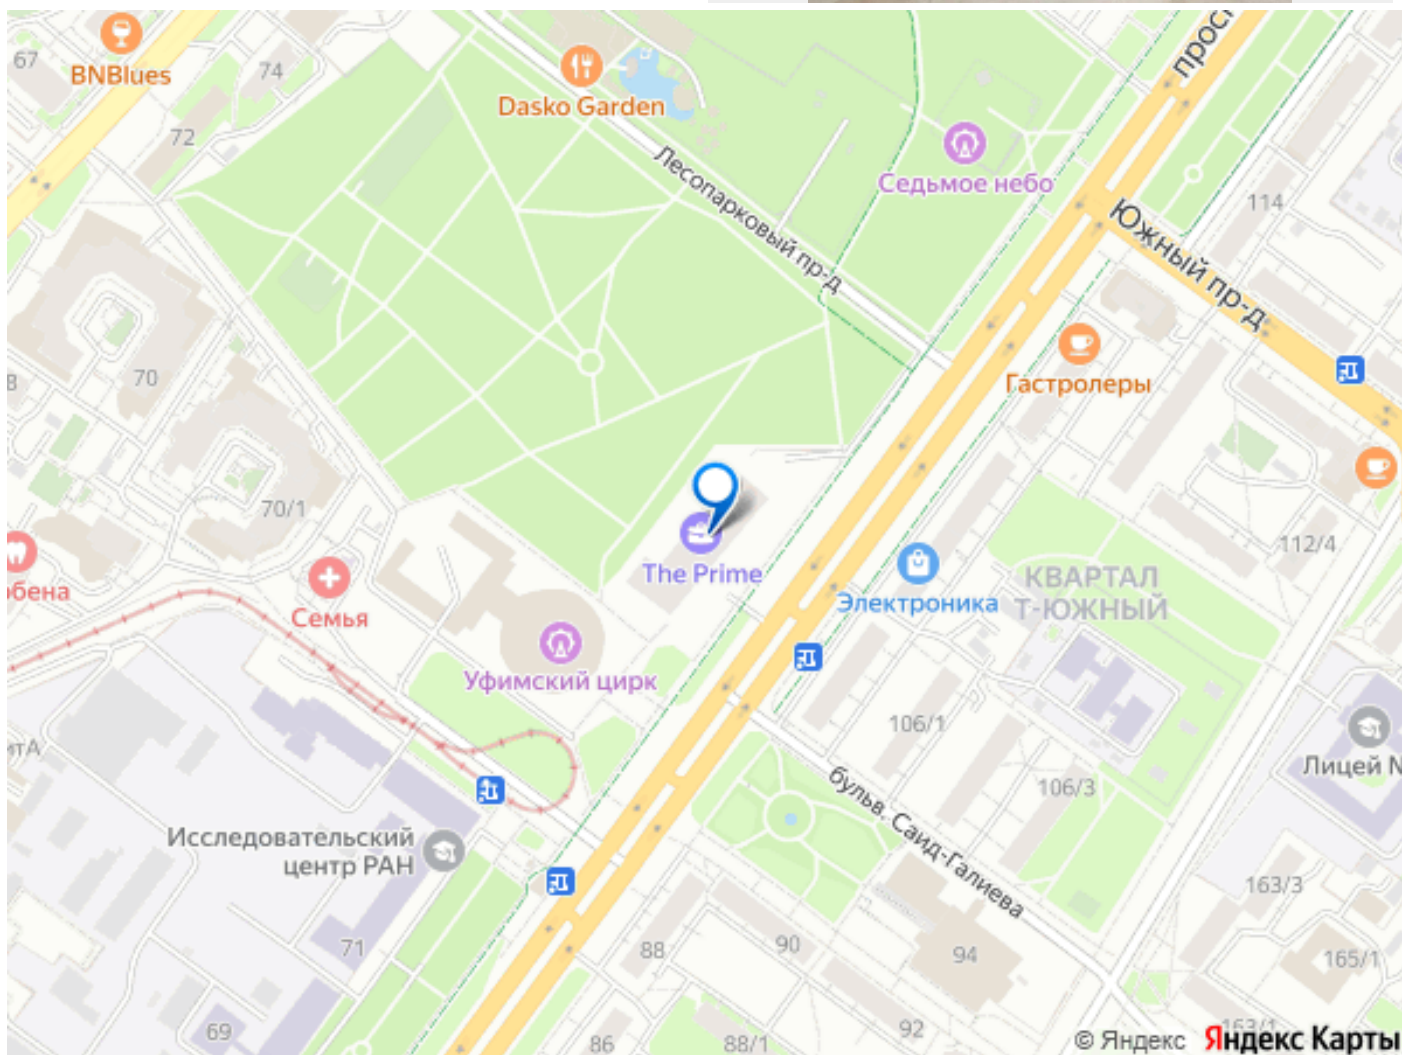 67
BNBlues
74
72
Dasko Garden
Седьмое небо
Лесопарковый пр-д
114
Южный пр-д
Гастролеры
70
70/1
The Prime
Электроника
КВАРТАЛ
Т-ЮЖНЫЙ
112/4
Семья
Уфимский цирк
106/1
106/3
Лицей
бульв. Саид-Галиева
Исследовательский
центр РАН
71
69
88
90
94
163/3
165/1
86
88/1
92
163/1
© Яндекс Яндекс Карты